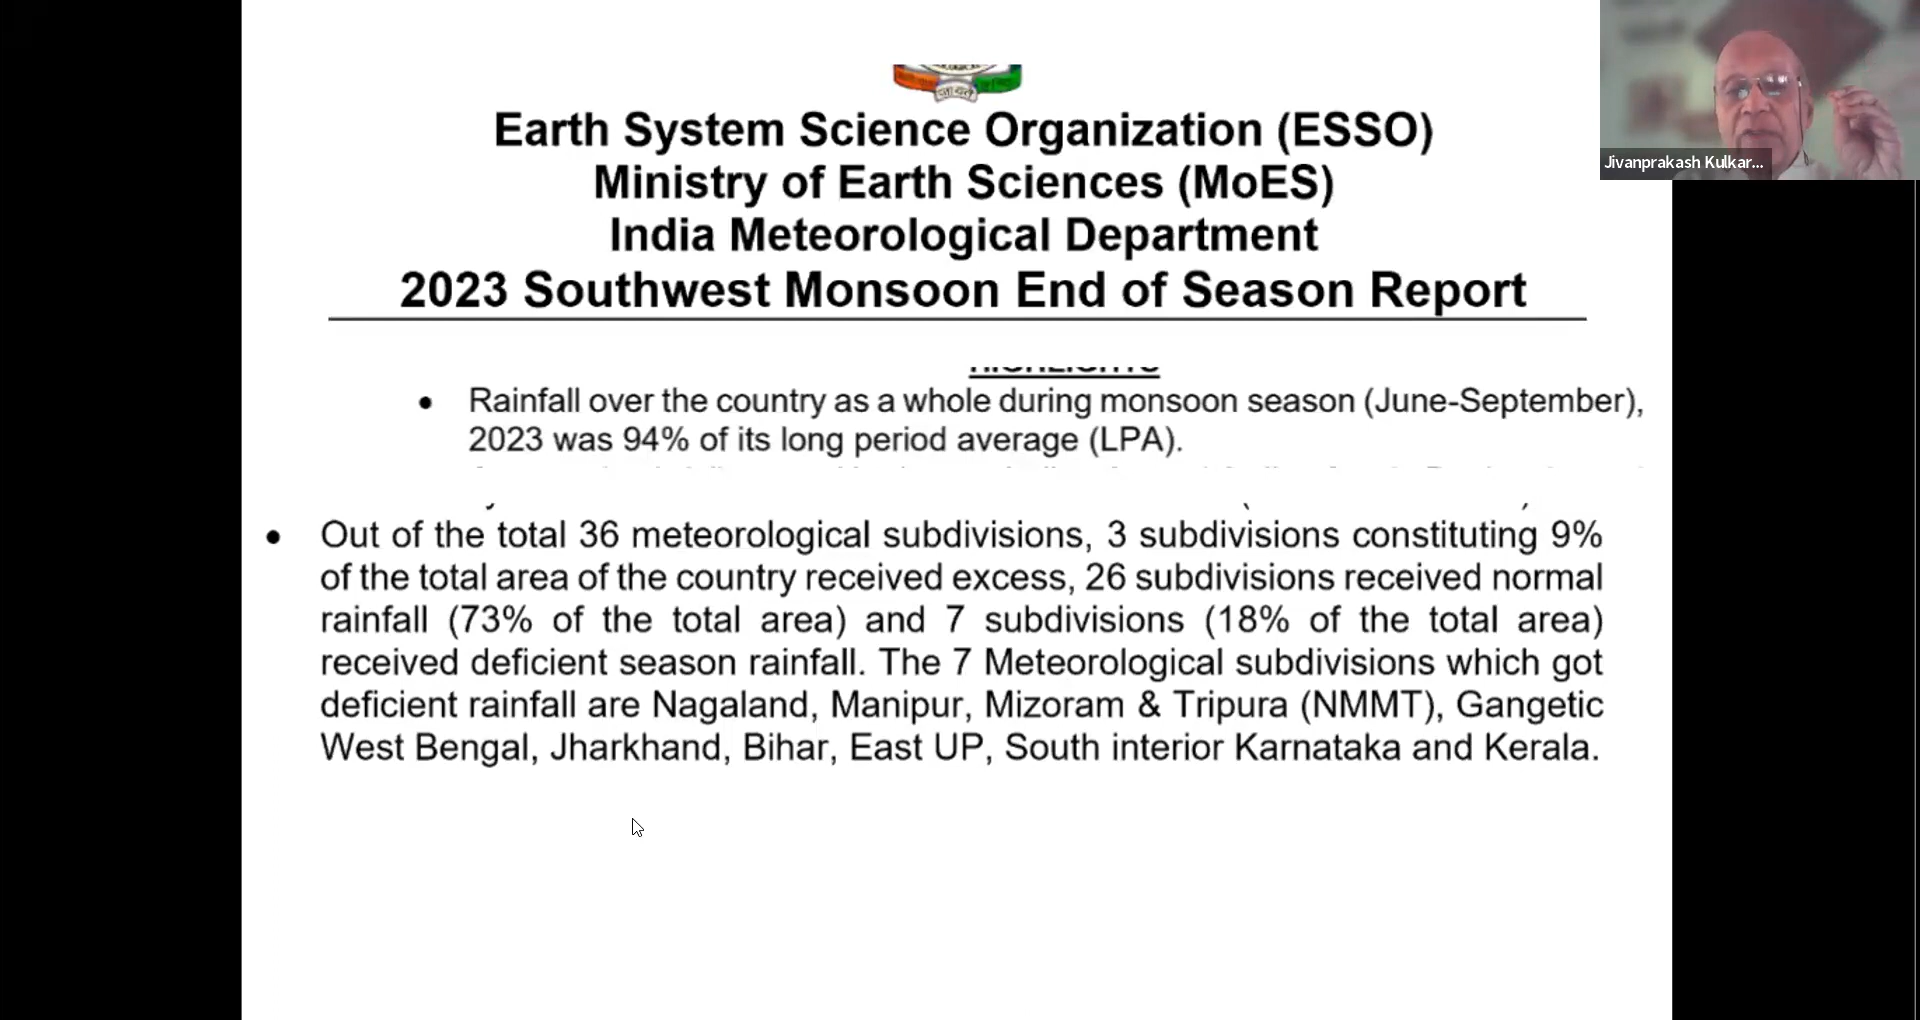 Earth System Science Organization (ESSO)
Ministry of Earth Sciences (MoES)
India Meteorological Department
2023 Southwest Monsoon End of Season Report
• Rainfall over the country as a whole during monsoon season (June-September),
2023 was 94% of its long period average (LPA).
• Out of the total 36 meteorological subdivisions, 3 subdivisions constituting 9%
of the total area of the country received excess, 26 subdivisions received normal
rainfall (73% of the total area) and 7 subdivisions (18% of the total area)
received deficient season rainfall. The 7 Meteorological subdivisions which got
deficient rainfall are Nagaland, Manipur, Mizoram & Tripura (NMMT), Gangetic
West Bengal, Jharkhand, Bihar, East UP, South interior Karnataka and Kerala.
Jivanprakash Kulkar...